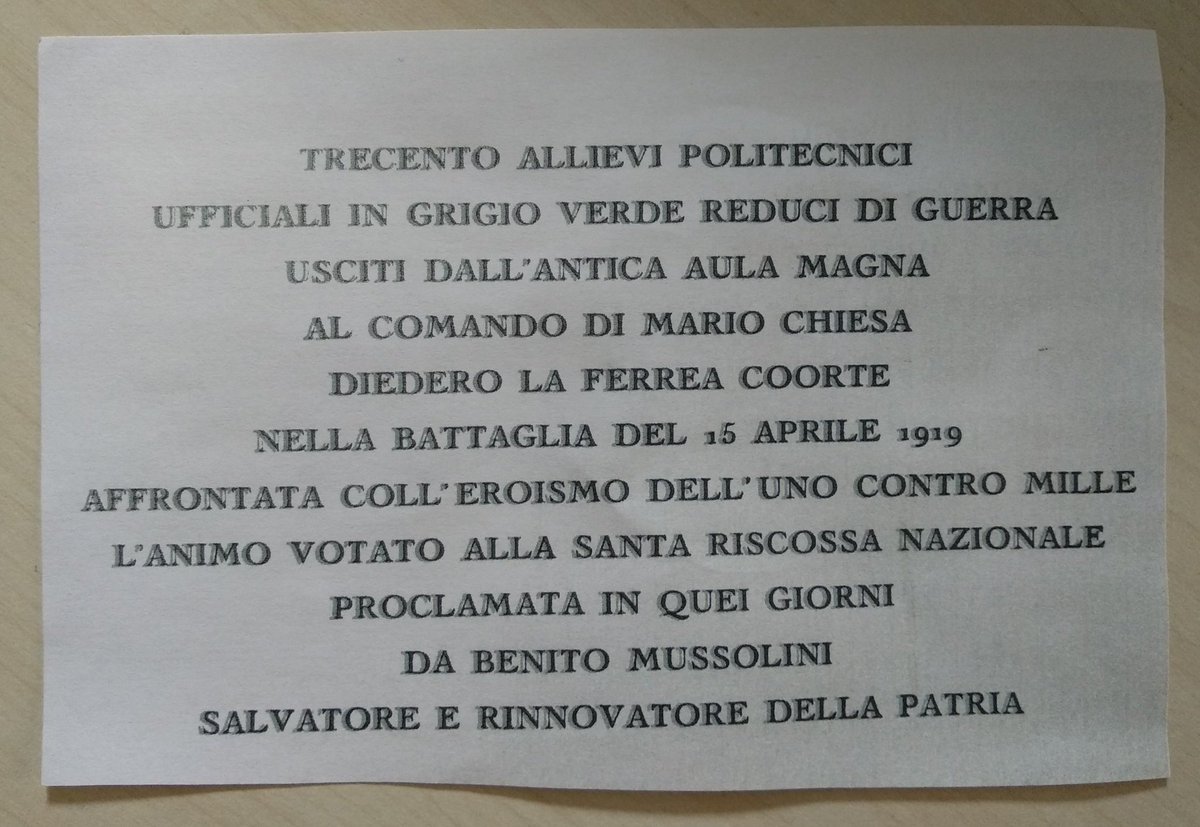 TRECENTO ALLIEVI POLITECNICI
UFFICIALI IN GRIGIO VERDE REDUCI DI GUERRA
USCITI DALL'ANTICA AULA MAGNA
AL COMANDO DI MARIO CHIESA
DIEDERO LA FERREA COORTE
NELLA BATTAGLIA DEL 15 APRILE 1919
AFFRONTATA COLL'EROISMO DELL'UNO CONTRO MILLE
L'ANIMO VOTATO ALLA SANTA RISCOSSA NAZIONALE
PROCLAMATA IN QUEI GIORNI
DA BENITO MUSSOLINI
SALVATORE E RINNOVATORE DELLA PATRIA